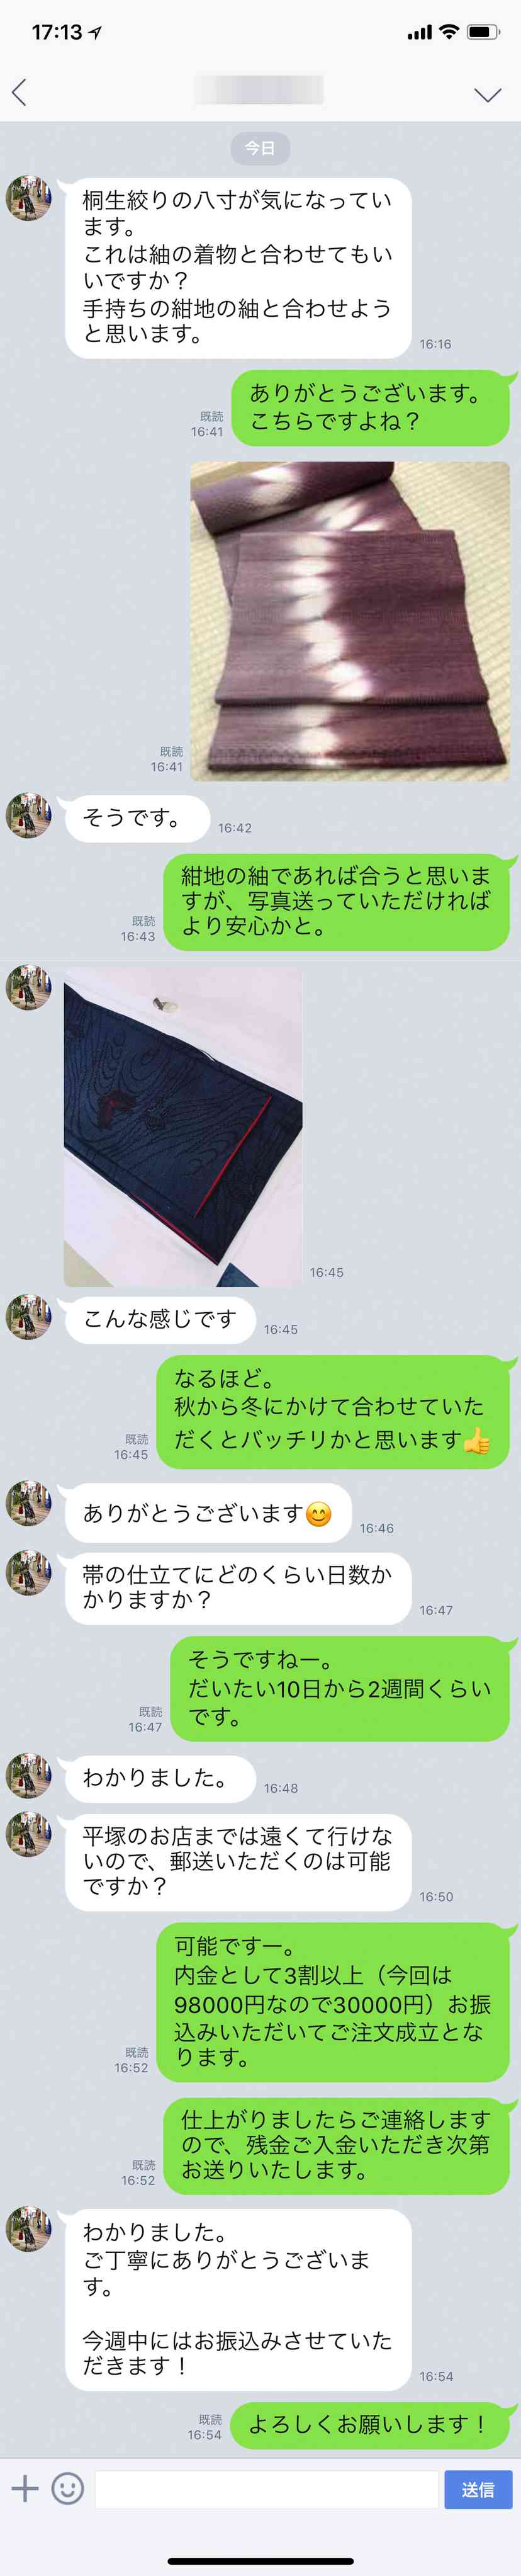 17:13
今日
桐生絞りの八寸が気になってい
ます。
これは紬の着物と合わせてもい
いですか？
手持ちの紺地の紬と合わせよう
と思います。
16:16
ありがとうございます。
こちらですよね？
既読
16:41
既読
16:41
そうです。
16:42
紺地の紬であれば合うと思いま
すが、写真送っていただければ
より安心かと。
既読
16:43
16:45
こんな感じです
16:45
なるほど。
秋から冬にかけて合わせていた
だくとバッチリかと思います👍
既読
16:45
ありがとうございます😊
16:46
帯の仕立てにどのくらい日数か
かりますか？
16:47
そうですねー。
だいたい10日から2週間くらい
です。
既読
16:47
わかりました。
16:48
平塚のお店までは遠くて行けな
いので、郵送いただくのは可能
ですか？
16:50
可能ですー。
内金として3割以上（今回は
98000円なので30000円）お振
込みいただいてご注文成立とな
ります。
既読
16:52
仕上がりましたらご連絡します
ので、残金ご入金いただき次第
お送りいたします。
既読
16:52
わかりました。
ご丁寧にありがとうございま
す。
今週中にはお振込みさせていた
だきます！
16:54
よろしくお願いします！
既読
16:54
送信